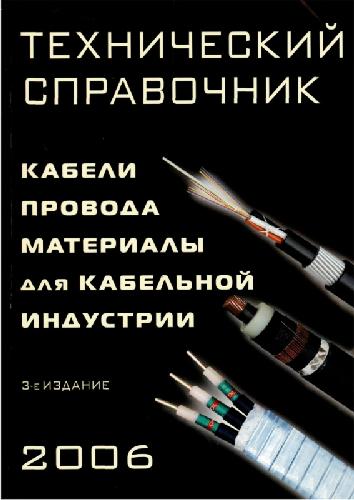 ТЕХНИЧЕСКИЙ
СПРАВОЧНИК
КАБЕЛИ
ПРОВОДА
МАТЕРИАЛЫ
ДЛЯ КАБЕЛЬНОЙ
ИНДУСТРИИ
3-Е ИЗДАНИЕ
2006